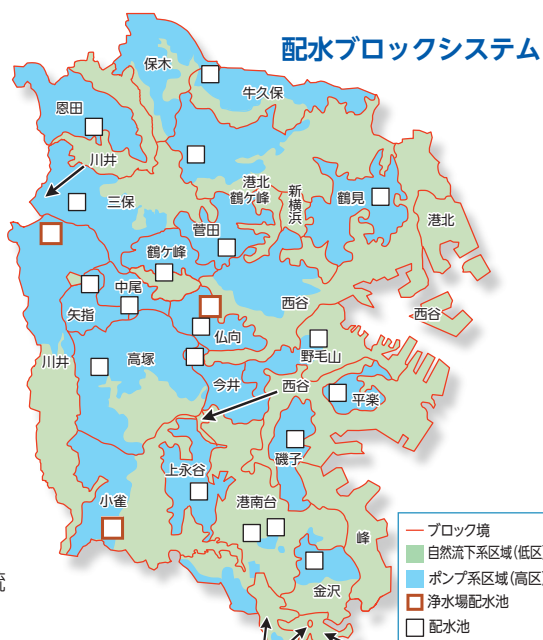 配水ブロックシステム
保木
牛久保
恩田
川井
三保
港北
鶴ケ峰
新横浜
鶴見
港北
菅田
鶴ケ峰
中尾
矢指
西谷
西谷
仏向
野毛山
川井
高塚
今井
西谷
平楽
磯子
上永谷
小雀
港南台
峰
金沢
ブロック境
自然流下系区域(低区
ポンプ系区域(高区
浄水場配水池
配水池